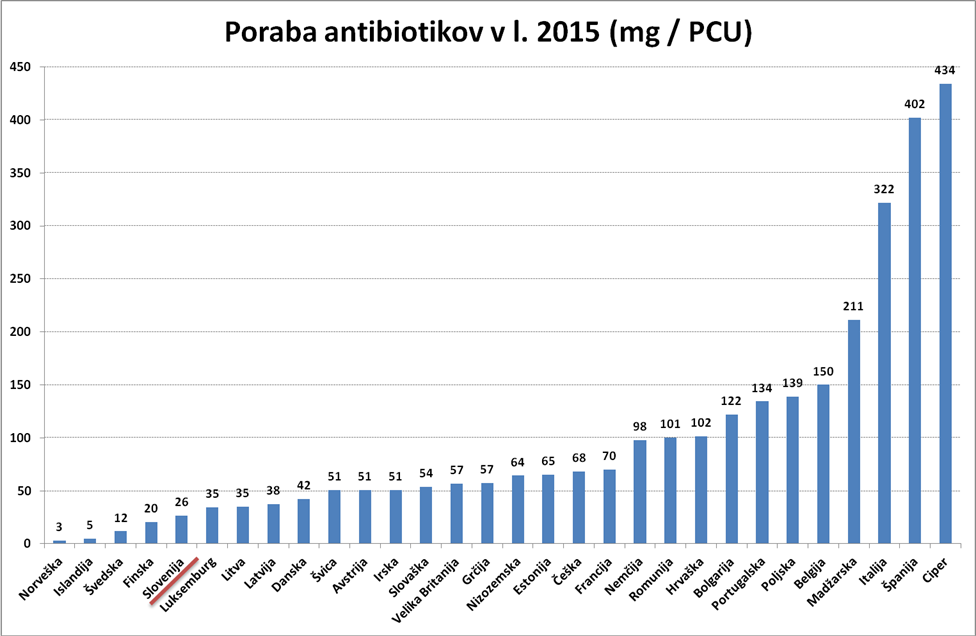 Poraba antibiotikov v l. 2015 (mg / PCU)
450
400
350
300
250
200
150
100
50
0
3
5
12
20
26
35
35
38
42
51
51
51
54
57
57
64
65
68
70
98
101
102
122
134
139
150
211
322
402
434
Norveška
Islandija
Švedska
Finska
Slovenija
Luksemburg
Litva
Latvija
Danska
Švica
Avstrija
Irska
Slovaška
Velika Britanija
Grčija
Nizozemska
Estonija
Češka
Francija
Nemčija
Romunija
Hrvaška
Bolgarija
Portugalska
Poljska
Belgija
Madžarska
Italija
Španija
Ciper